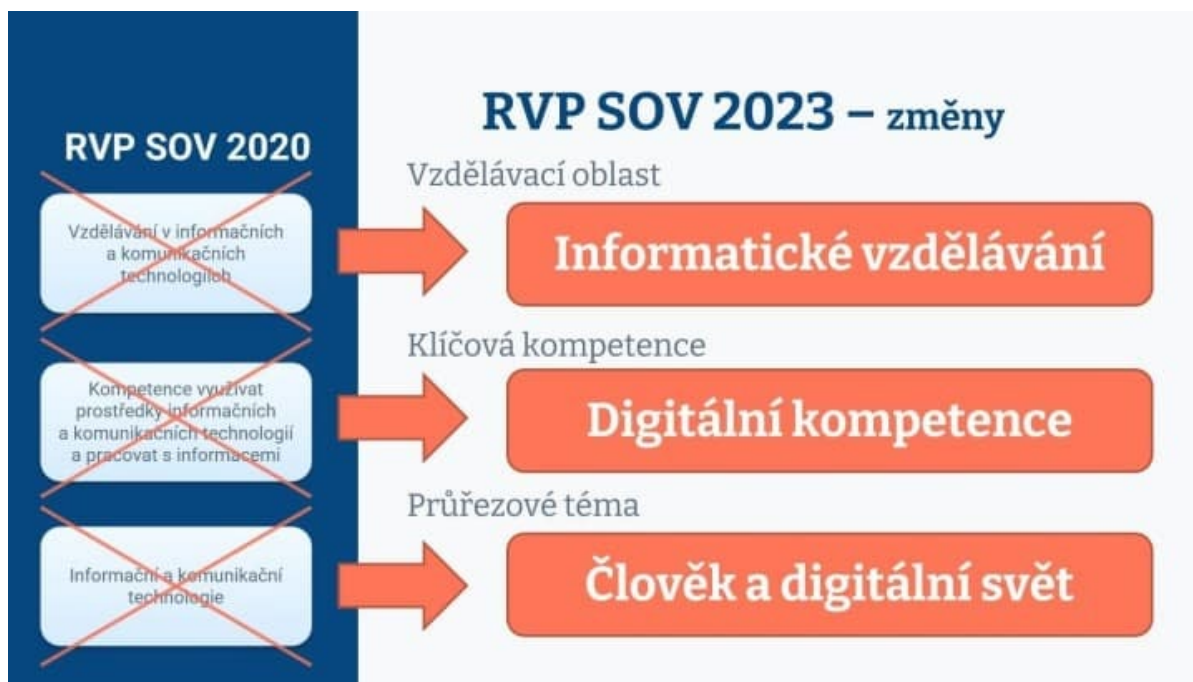 RVP SOV 2020
Vzdělávání v informačních
a komunikačních
technologiích
Kompetence využívat
prostředky informačních
a komunikačních technologií
a pracovat s informacemi
Informační a komunikační
technologie
RVP SOV 2023 – změny
Vzdělávací oblast
Informatické vzdělávání
Klíčová kompetence
Digitální kompetence
Průřezové téma
Člověk a digitální svět